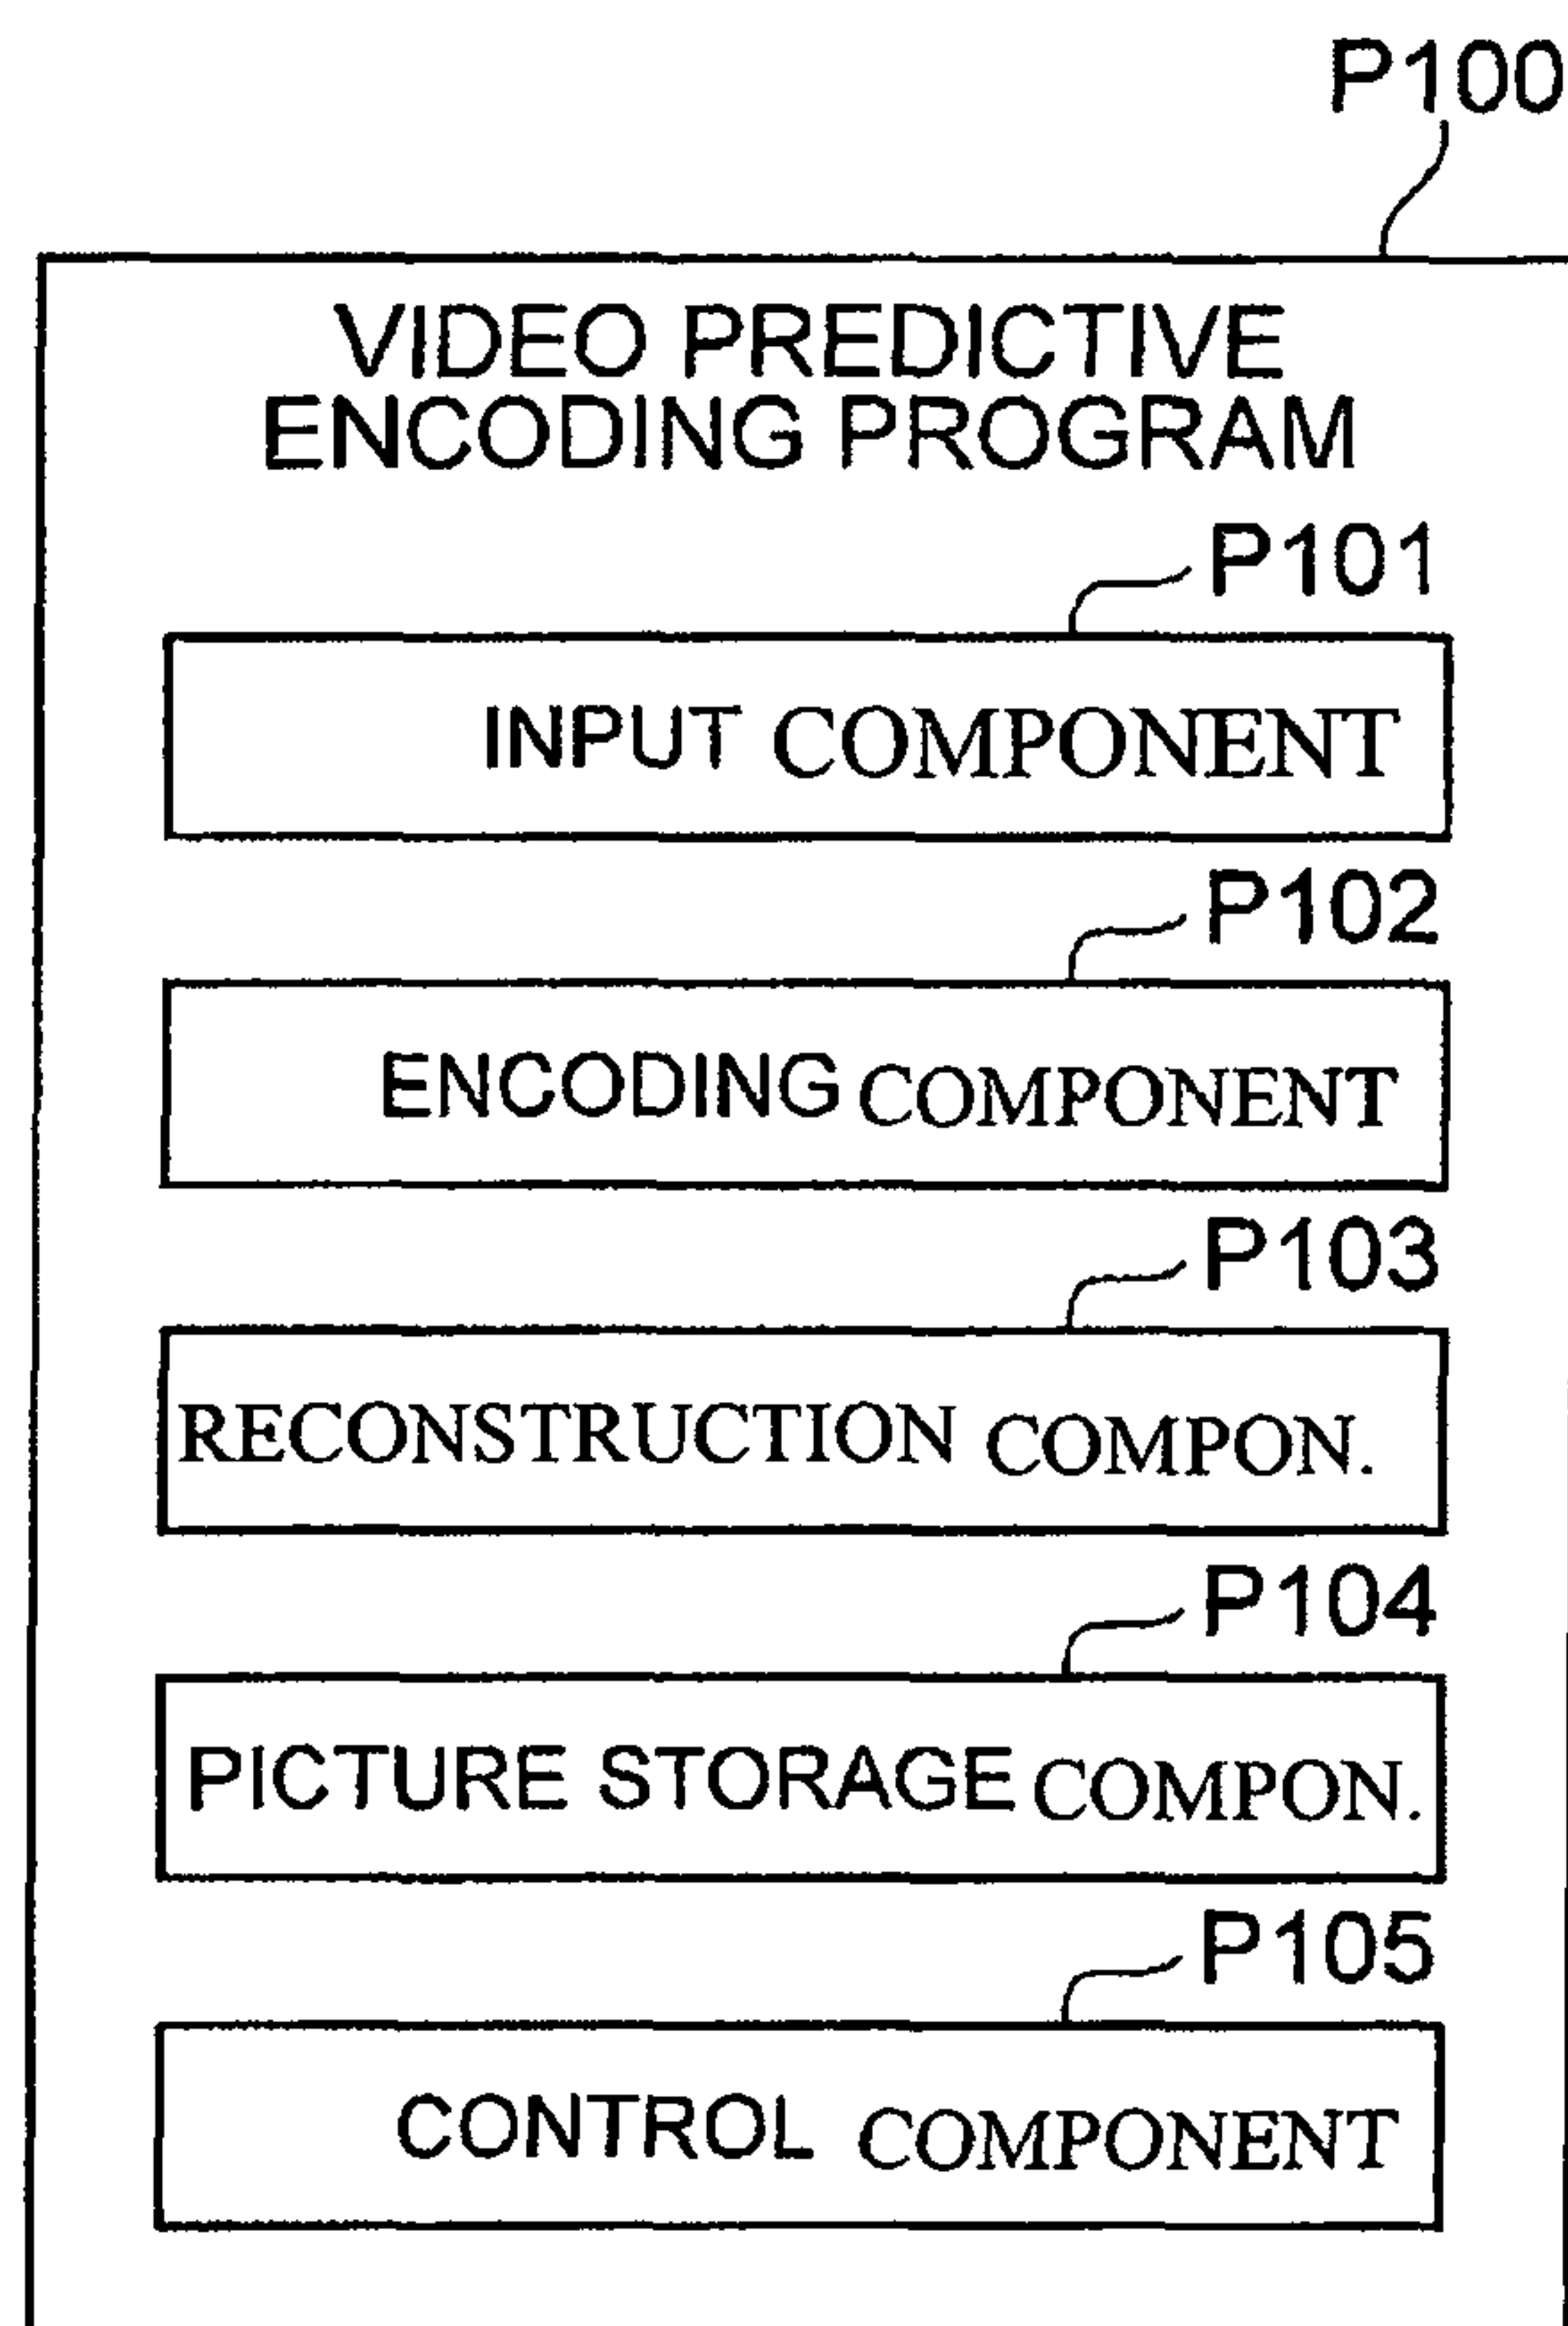 P100
VIDEO PREDICTIVE
ENCODING PROGRAM
P101
INPUT COMPONENT
P102
ENCODING COMPONENT
P103
RECONSTRUCTION COMPON.
P104
PICTURE STORAGE COMPON.
P105
CONTROL COMPONENT